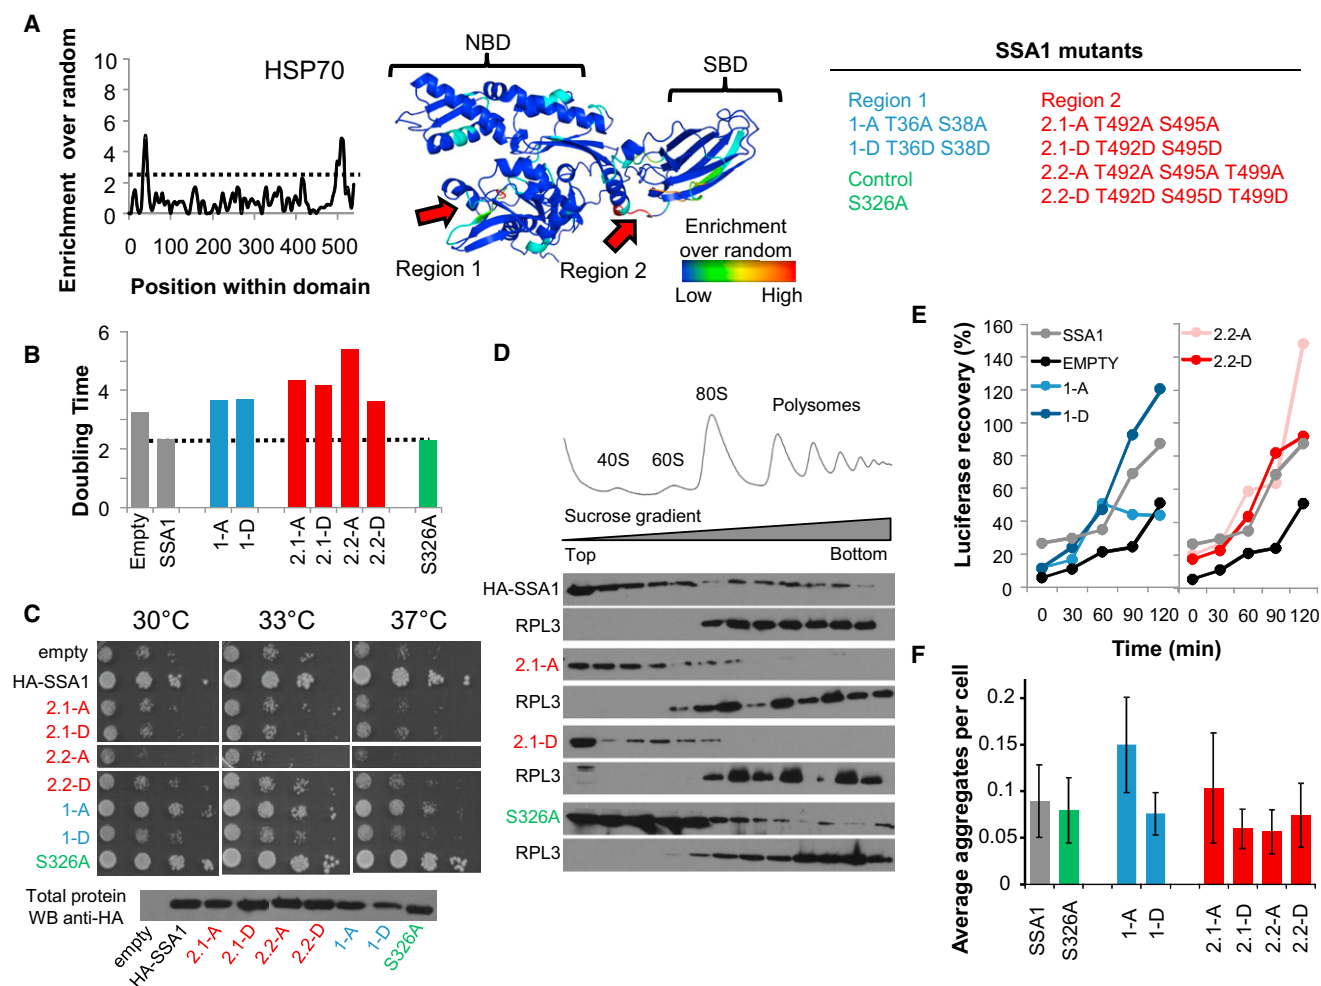 A
Enrichment over random
10
8
6
4
2
0
HSP70
0 100 200 300 400 500
Position within domain
NBD
SBD
Region 1
Region 2
Enrichment
over random
Low High
SSA1 mutants
Region 1
1-A T36A S38A
1-D T36D S38D
Control
S326A
Region 2
2.1-A T492A S495A
2.1-D T492D S495D
2.2-A T492A S495A T499A
2.2-D T492D S495D T499D
B
Doubling Time
6
4
2
0
Empty
SSA1
1-A
1-D
2.1-A
2.1-D
2.2-A
2.2-D
S326A
C
30°C 33°C 37°C
empty
HA-SSA1
2.1-A
2.1-D
2.2-A
2.2-D
1-A
1-D
S326A
Total protein
WB anti-HA
empty
HA-SSA1
2.1-A
2.1-D
2.2-A
2.2-D
1-A
1-D
S326A
D
40S
60S
80S
Polysomes
Sucrose gradient
Top Bottom
HA-SSA1
RPL3
2.1-A
RPL3
2.1-D
RPL3
S326A
RPL3
E
Luciferase recovery (%)
160
140
120
100
80
60
40
20
0
SSA1
EMPTY
1-A
1-D
2.2-A
2.2-D
0 30 60 90 120
0 30 60 90 120
Time (min)
F
Average aggregates per cell
0.2
0.15
0.1
0.05
0
SSA1
S326A
1-A
1-D
2.1-A
2.1-D
2.2-A
2.2-D